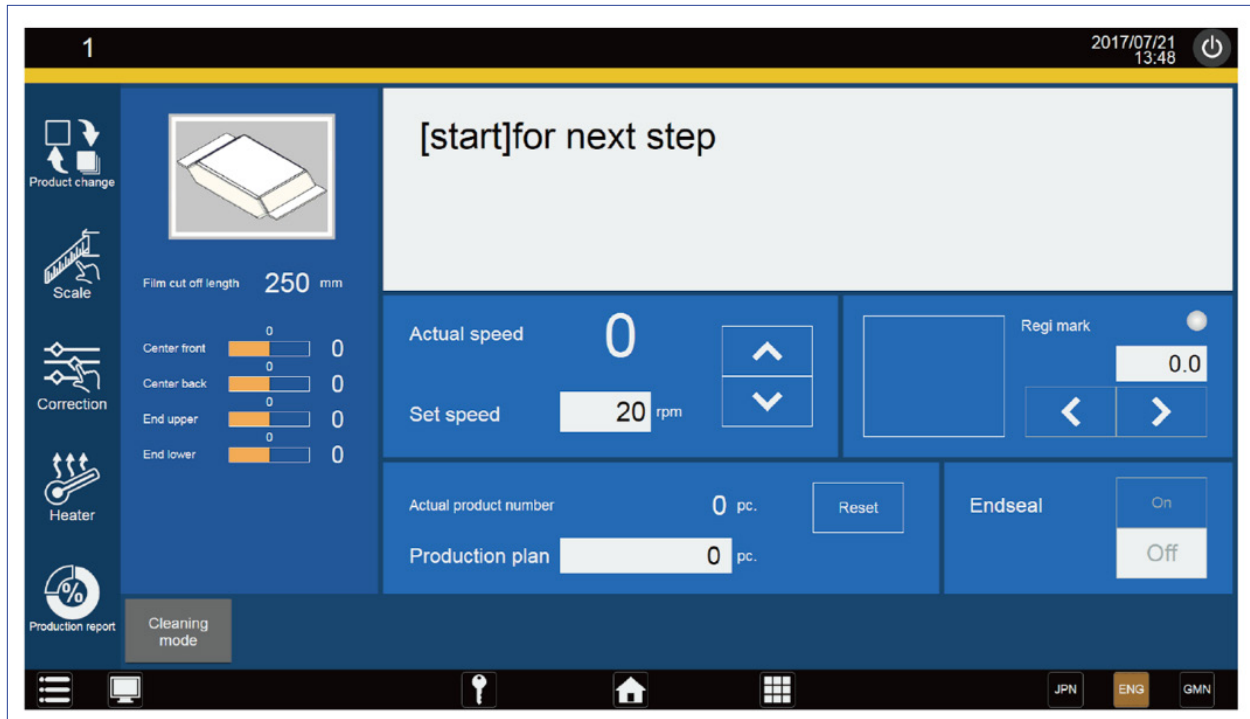 1
2017/07/21
13:48
Product change
Scale
Correction
Heater
%
Production report
Film cut off length 250 mm
0
Center front 0
0
Center back 0
0
End upper 0
0
End lower 0
[start]for next step
Actual speed 0
Set speed 20 rpm
Regi mark
0.0
Actual product number 0 pc.
Reset
Production plan 0 pc.
Endseal
On
Off
Cleaning
mode
JPN ENG GMN